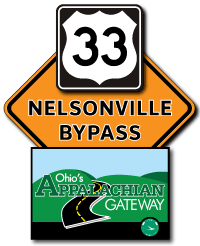 33
NELSONVILLE
BYPASS
Ohio's
APPALACHIAN
GATEWAY